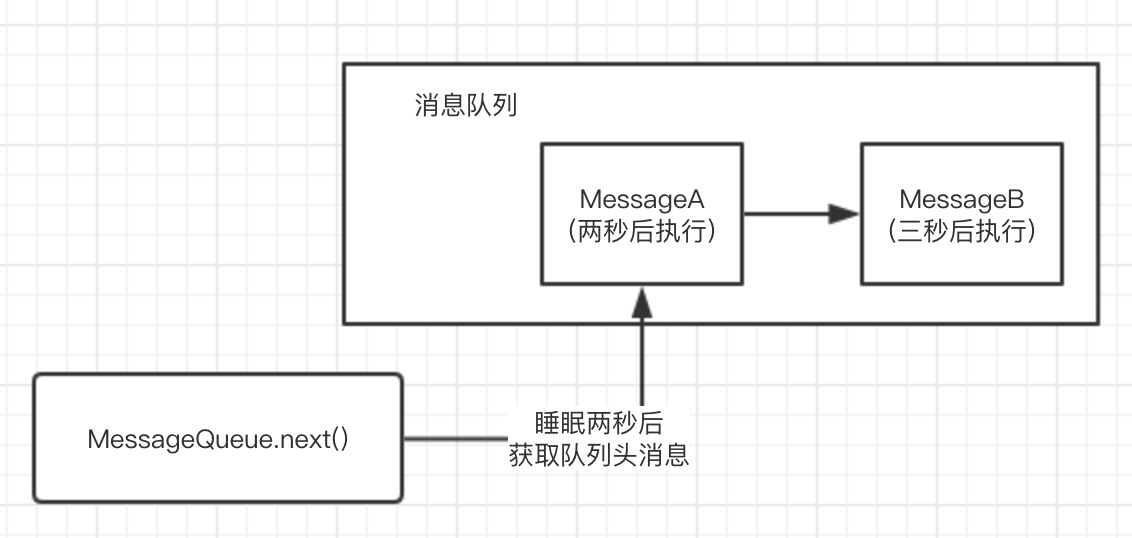 消息队列
MessageA
(两秒后执行)
MessageB
(三秒后执行)
MessageQueue.next()
睡眠两秒后
获取队列头消息